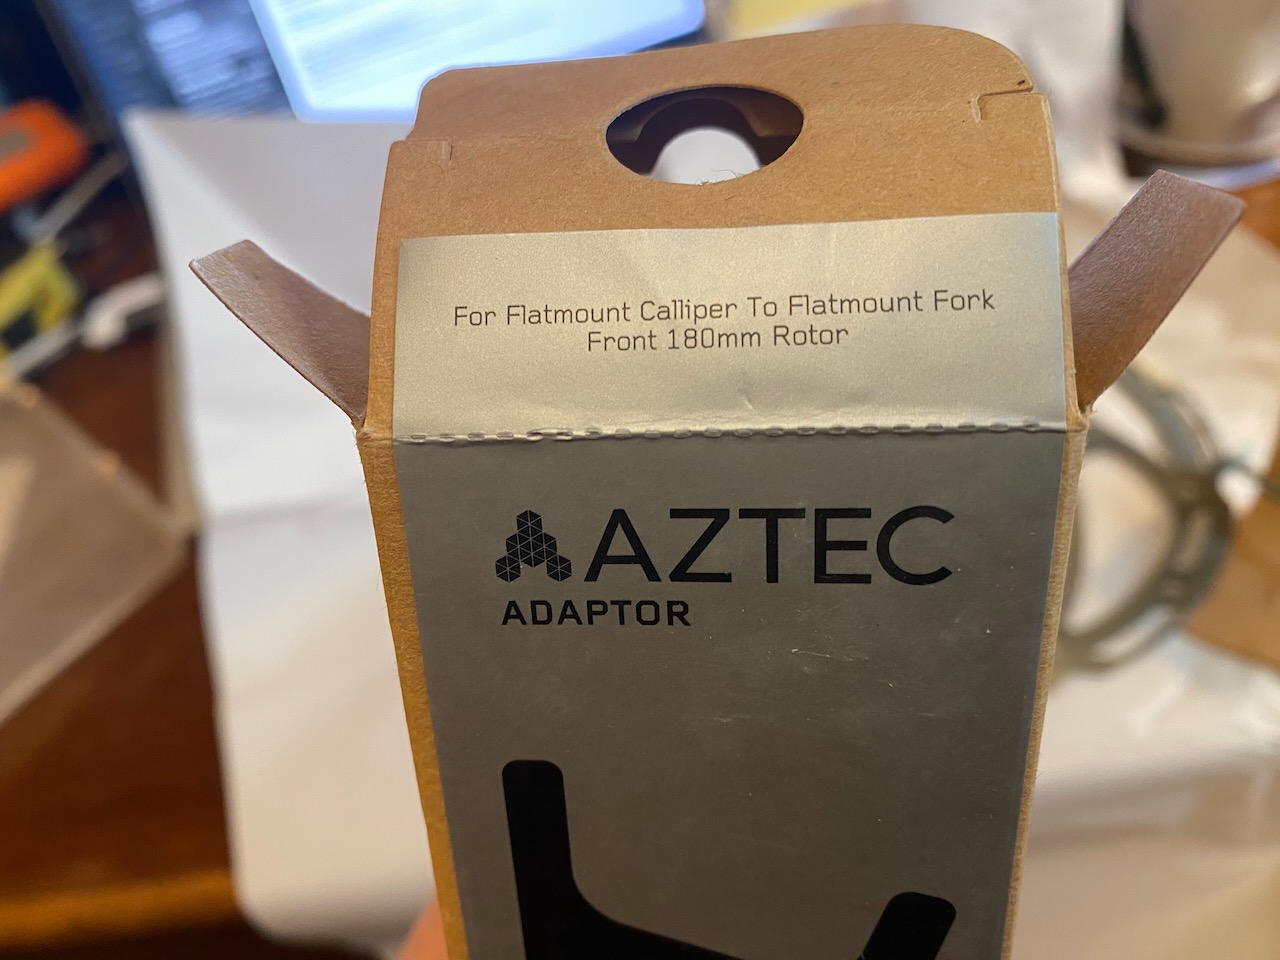 For Flatmount Calliper To Flatmount Fork
Front 180mm Rotor
AZTEC
ADAPTOR